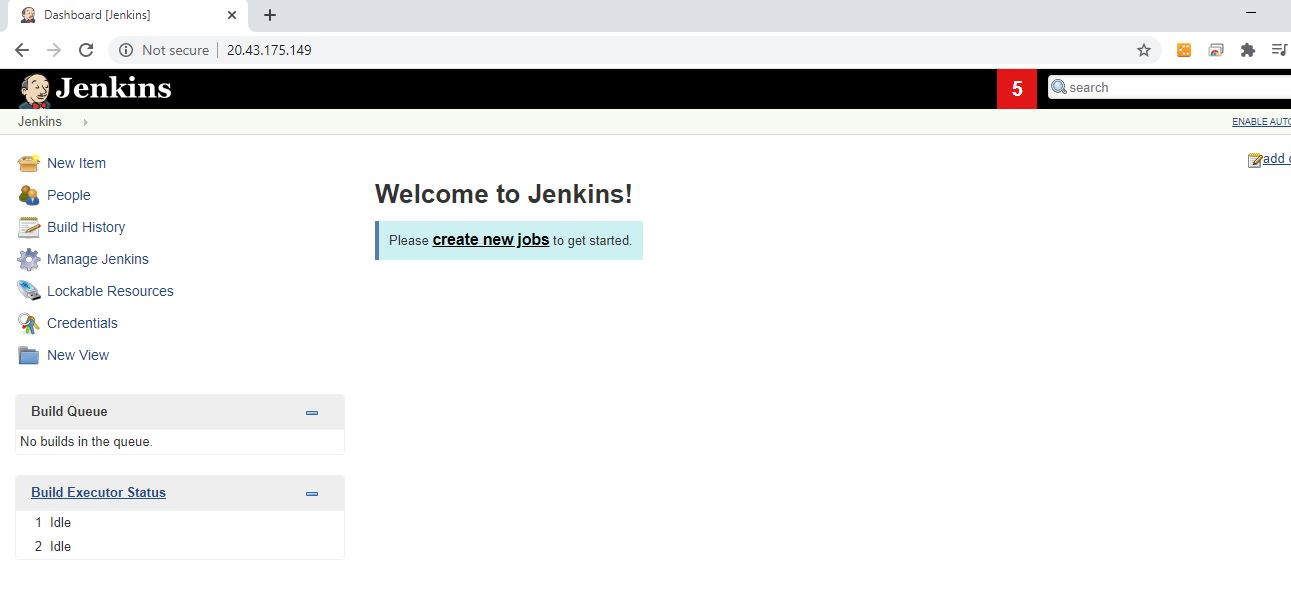 Dashboard [Jenkins]
Not secure 20.43.175.149
Jenkins 5 search
Jenkins ENABLE AUTO
add
New Item
People
Build History
Manage Jenkins
Lockable Resources
Credentials
New View
Welcome to Jenkins!
Please create new jobs to get started.
Build Queue
No builds in the queue.
Build Executor Status
1 Idle
2 Idle